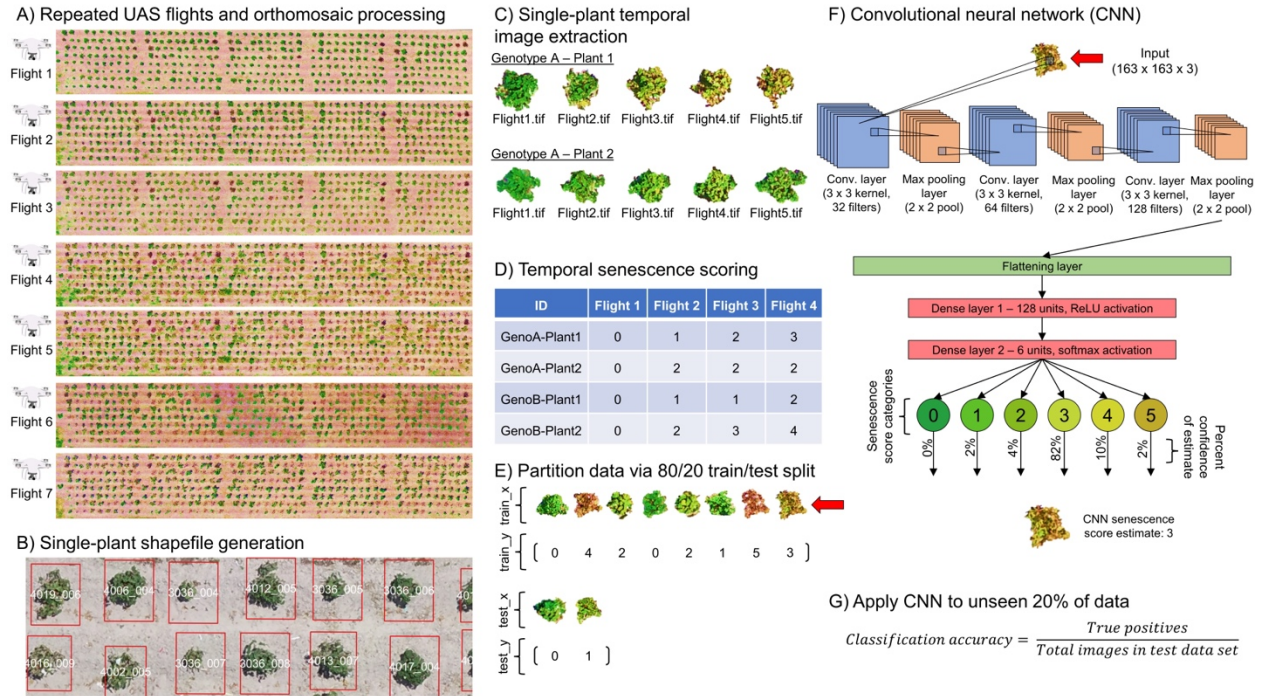 A) Repeated UAS flights and orthomosaic processing
Flight 1
Flight 2
Flight 3
Flight 4
Flight 5
Flight 6
Flight 7
B) Single-plant shapefile generation
4019_006
4006_004
3036_004
4012_005
3036_005
3036_006
4016_009
4002_005
3036_007
3036_008
4013_007
4017_004
C) Single-plant temporal
image extraction
Genotype A – Plant 1
Flight1.tif Flight2.tif Flight3.tif Flight4.tif Flight5.tif
Genotype A – Plant 2
Flight1.tif Flight2.tif Flight3.tif Flight4.tif Flight5.tif
D) Temporal senescence scoring
ID Flight 1 Flight 2 Flight 3 Flight 4
GenoA-Plant1 0 1 2 3
GenoA-Plant2 0 2 2 2
GenoB-Plant1 0 1 1 2
GenoB-Plant2 0 2 3 4
E) Partition data via 80/20 train/test split
train_x
train_y
0 4 2 0 2 1 5 3
test_x
test_y
0 1
F) Convolutional neural network (CNN)
Input
(163 x 163 x 3)
Conv. layer
(3 x 3 kernel,
32 filters)
Max pooling
layer
(2 x 2 pool)
Conv. layer
(3 x 3 kernel,
64 filters)
Max pooling
layer
(2 x 2 pool)
Conv. layer
(3 x 3 kernel,
128 filters)
Max pooling
layer
(2 x 2 pool)
Flattening layer
Dense layer 1 – 128 units, ReLU activation
Dense layer 2 – 6 units, softmax activation
Senescence
score categories
0 1 2 3 4 5
0% 2% 4% 82% 10% 2%
Percent
confidence
of estimate
CNN senescence
score estimate: 3
G) Apply CNN to unseen 20% of data
Classification accuracy = True positives
Total images in test data set